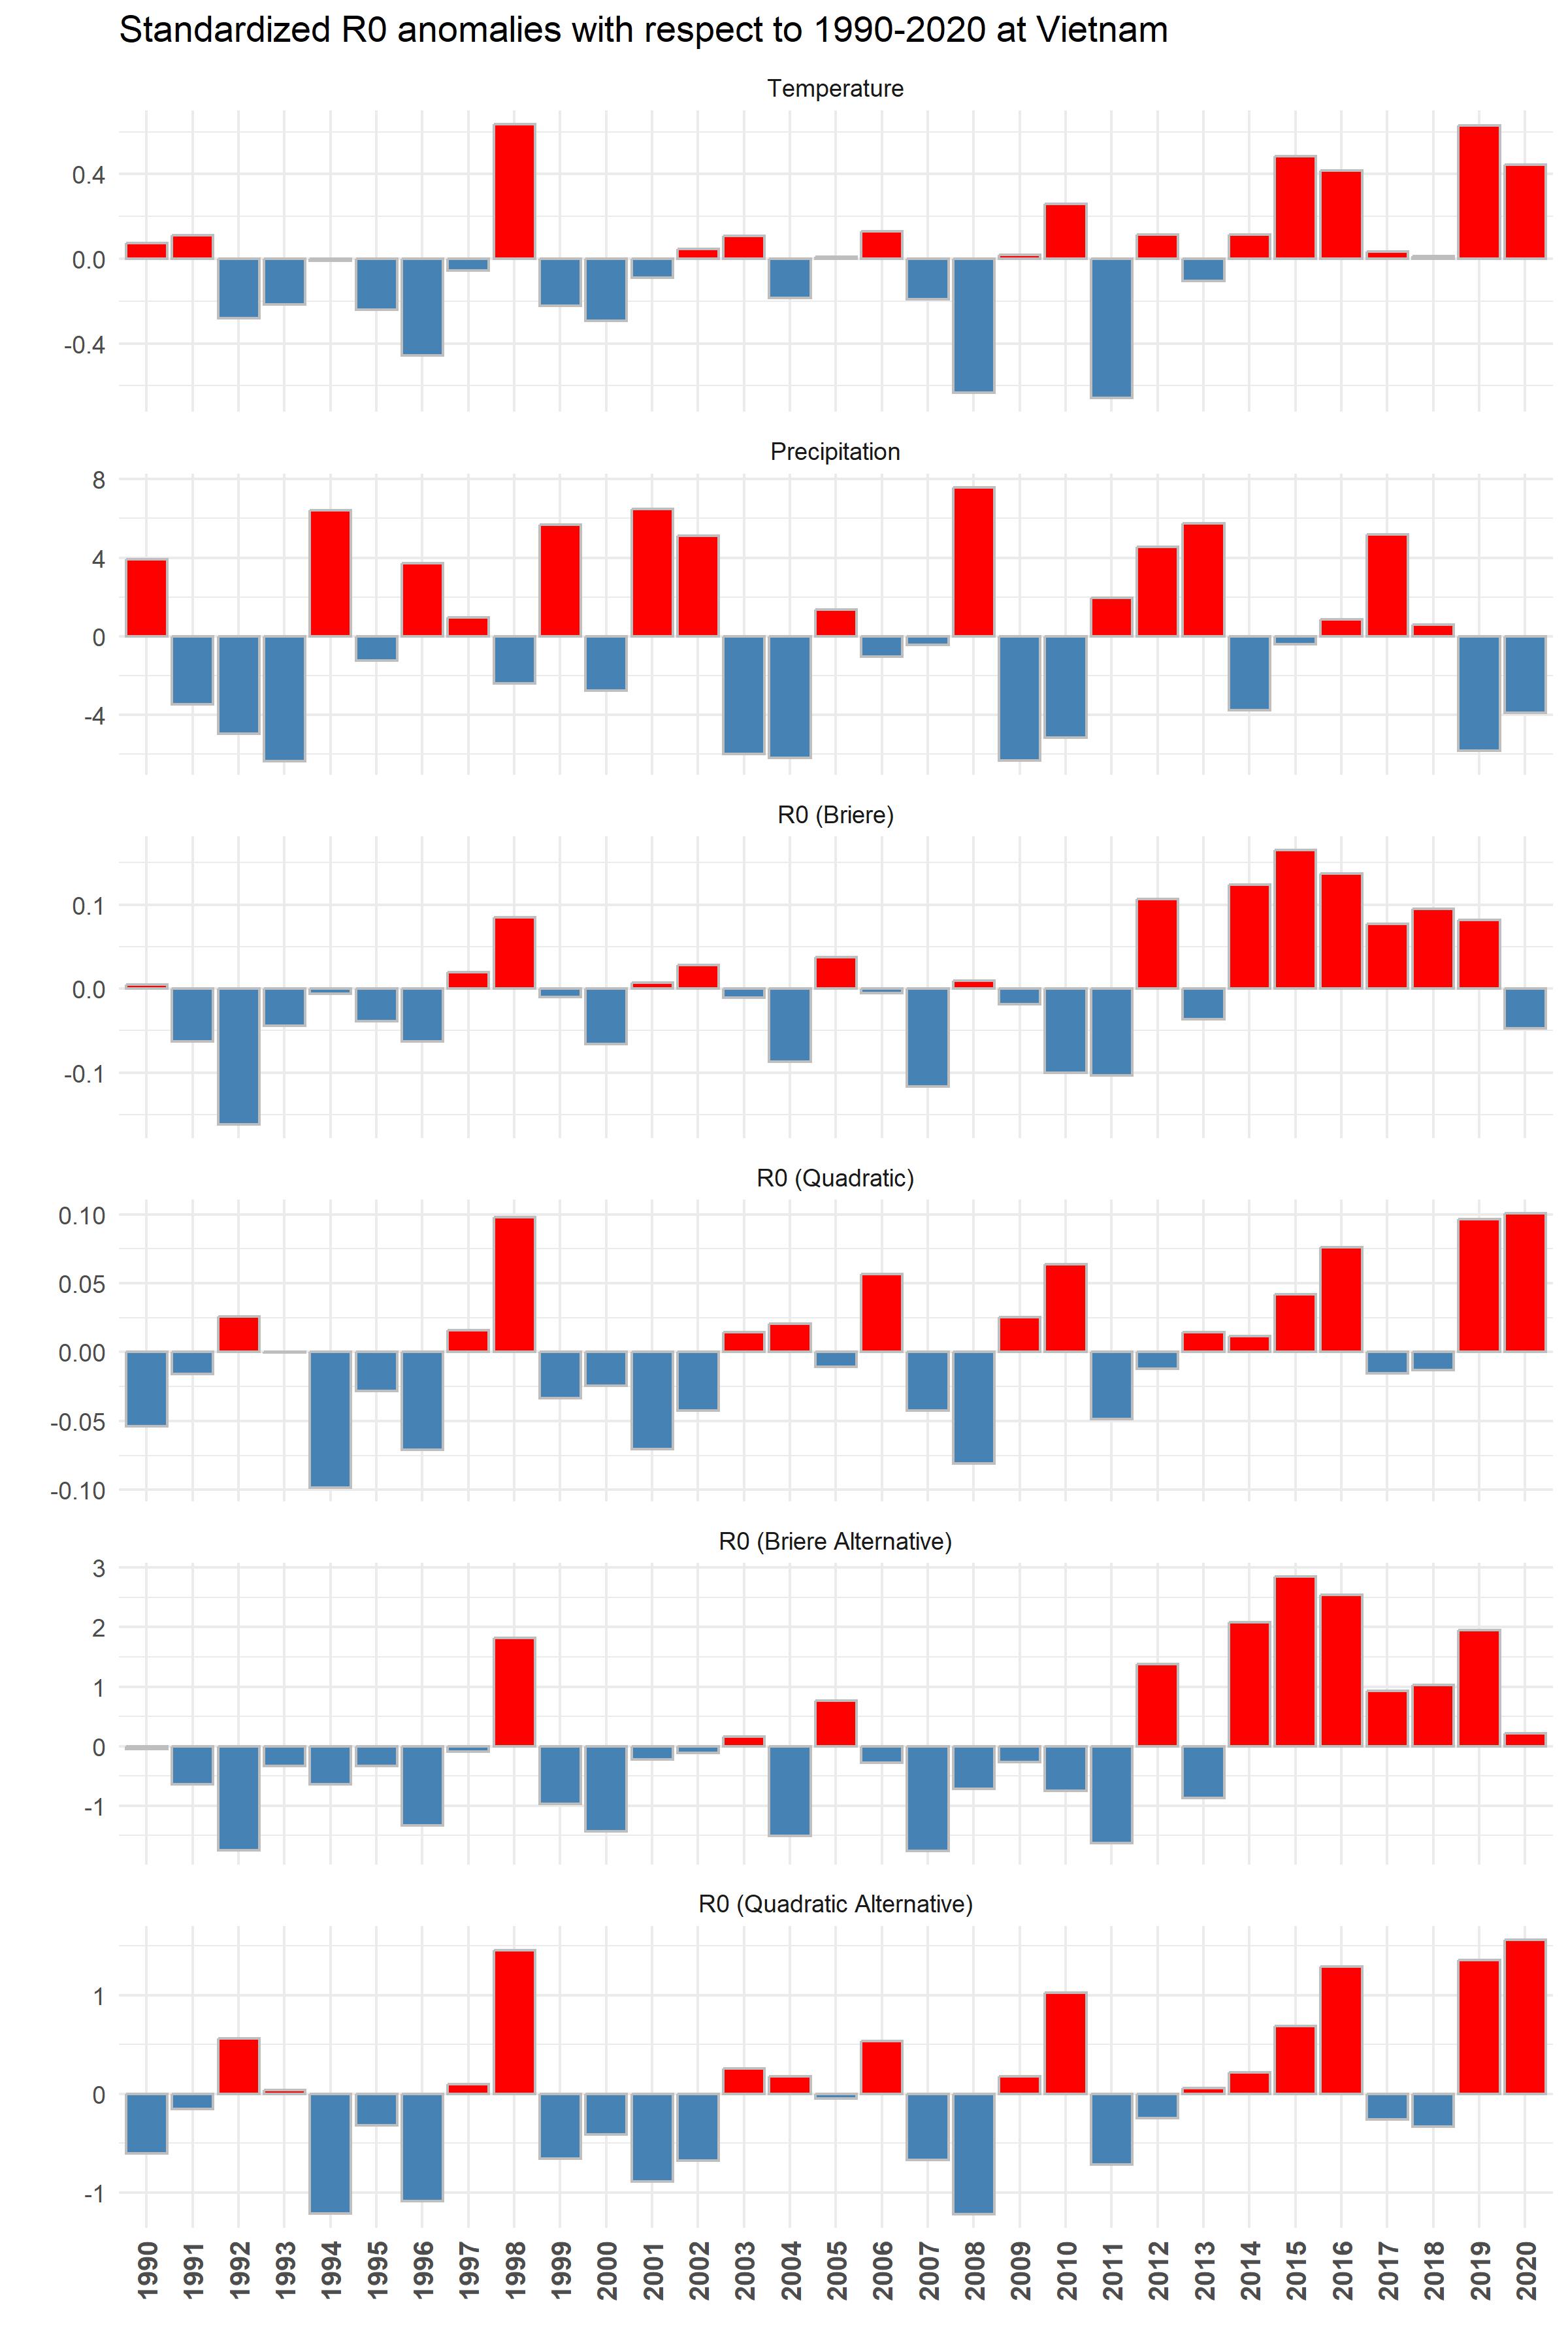 Standardized R0 anomalies with respect to 1990-2020 at Vietnam
Temperature
0.4
0.0
-0.4
Precipitation
8
4
0
-4
R0 (Briere)
0.1
0.0
-0.1
R0 (Quadratic)
0.10
0.05
0.00
-0.05
-0.10
R0 (Briere Alternative)
3
2
1
0
-1
R0 (Quadratic Alternative)
1
0
-1
1990 1991 1992 1993 1994 1995 1996 1997 1998 1999 2000 2001 2002 2003 2004 2005 2006 2007 2008 2009 2010 2011 2012 2013 2014 2015 2016 2017 2018 2019 2020